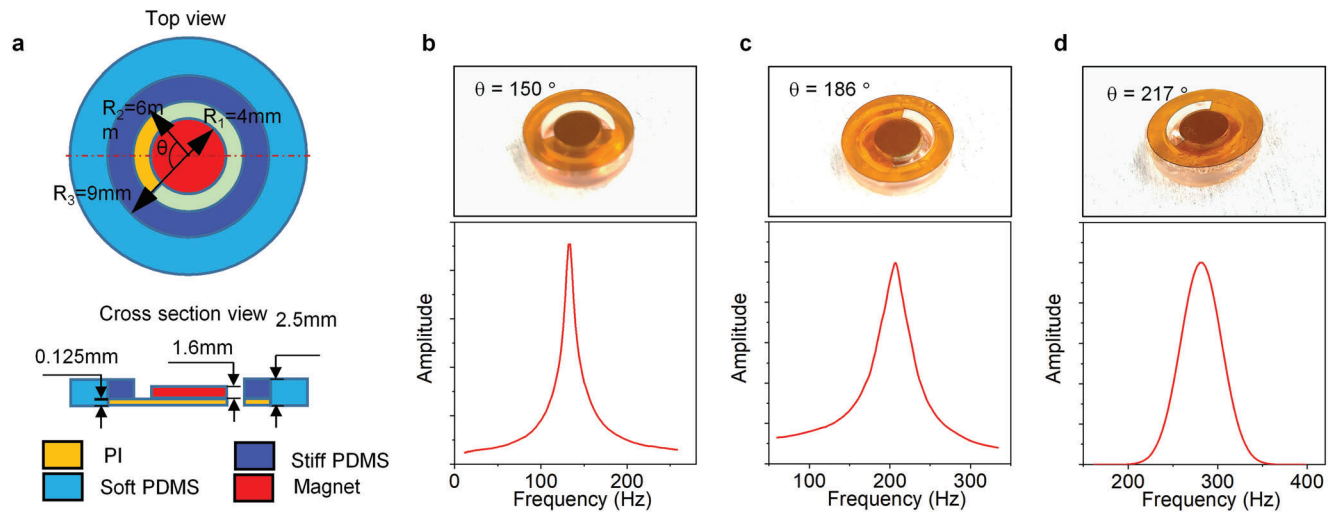 a
Top view
R2=6m
m
R1=4mm
θ
R3=9mm
Cross section view
2.5mm
0.125mm
1.6mm
PI
Stiff PDMS
Soft PDMS
Magnet
b
θ = 150 °
Amplitude
0 100 200
Frequency (Hz)
c
θ = 186 °
Amplitude
100 200 300
Frequency (Hz)
d
θ = 217 °
Amplitude
200 300 400
Frequency (Hz)